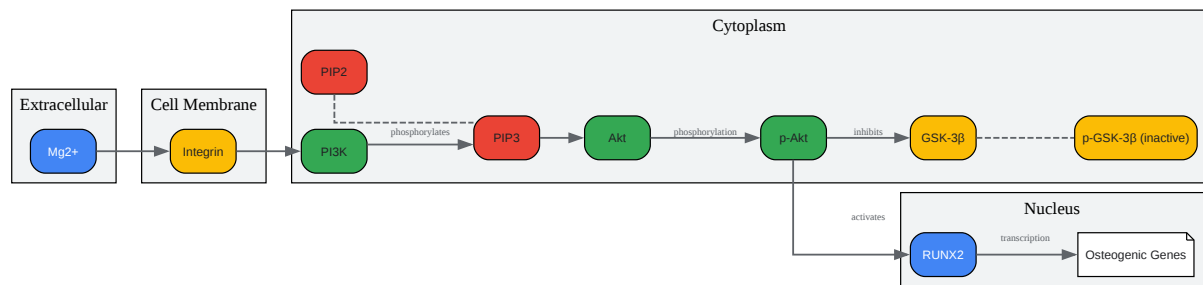 Cytoplasm
Extracellular
Cell Membrane
PIP2
Mg2+
Integrin
PI3K
phosphorylates
PIP3
Akt
phosphorylation
p-Akt
inhibits
GSK-3β
p-GSK-3β (inactive)
Nucleus
activates
RUNX2
transcription
Osteogenic Genes